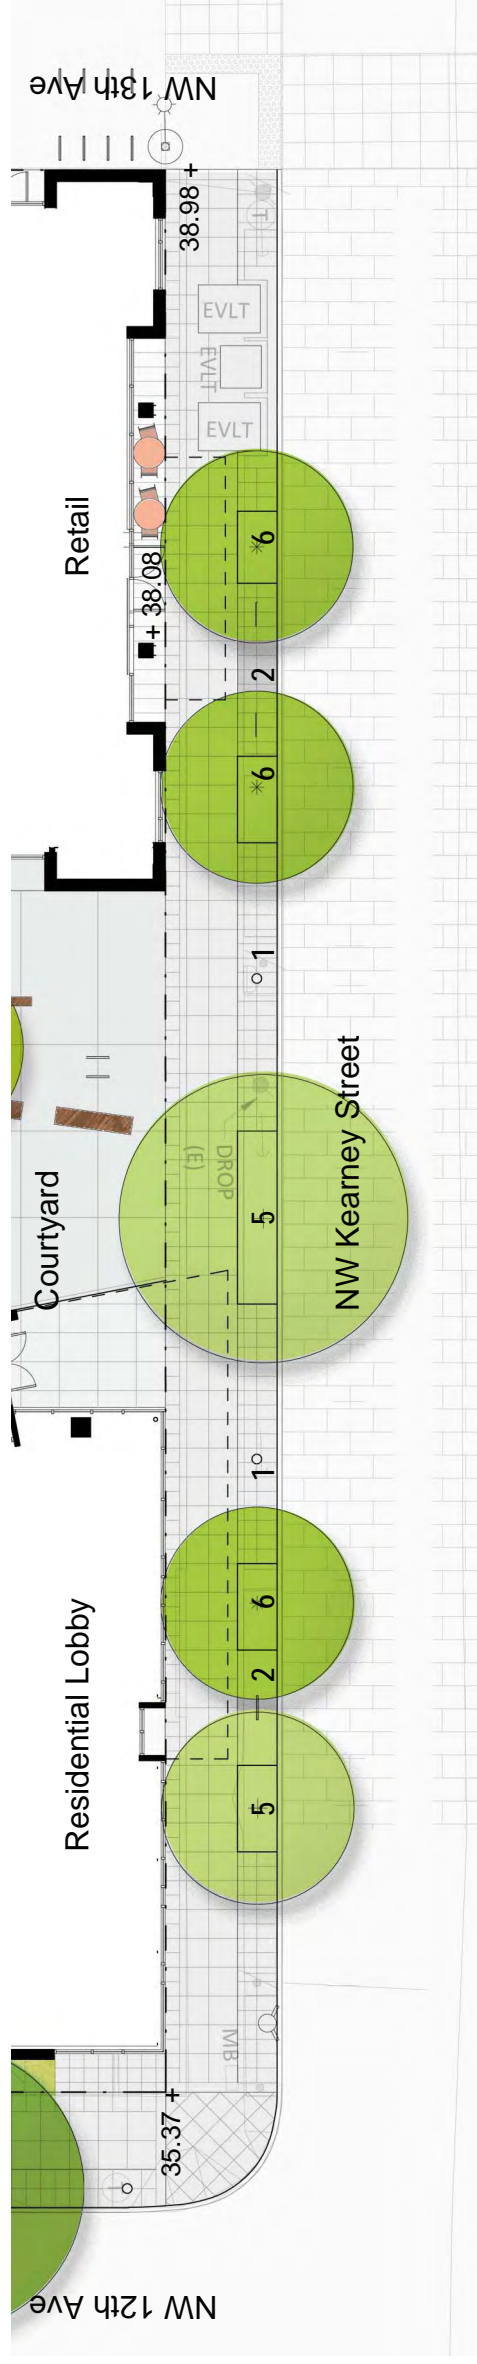 NW 13th Ave
38.98 +
T
EVLT
EVLT
EVLT
Retail
+ 38.08
6
2
6
1
Courtyard
DROP
(E)
5
NW Kearney Street
1
Residential Lobby
6
2
5
MB
35.37 +
NW 12th Ave